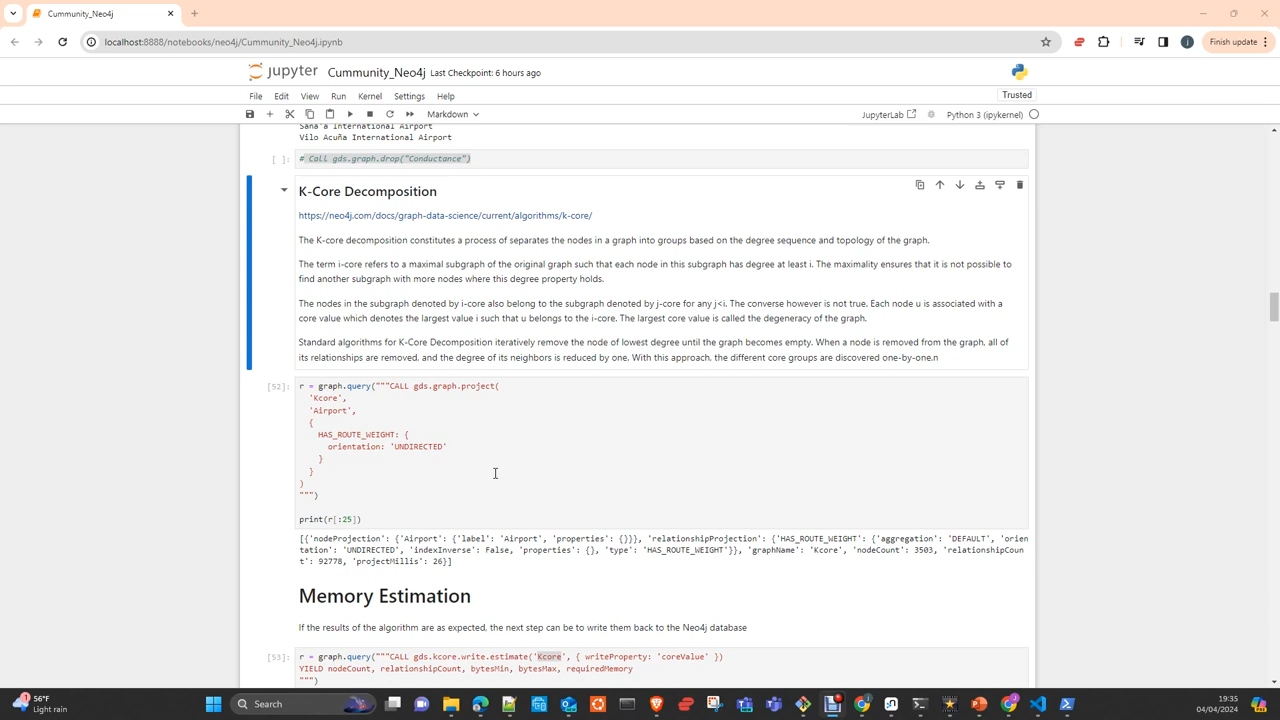 Cummunity_Neo4j
localhost:8888/notebooks/neo4j/Cummunity_Neo4j.ipynb
j
Finish update
jupyter Cummunity_Neo4j Last Checkpoint: 6 hours ago
File Edit View Run Kernel Settings Help
Trusted
Markdown
JupyterLab
Python 3 (ipykernel)
Sana'a International Airport
Vilo Acuña International Airport
[ ]: # Call gds.graph.drop("Conductance")
K-Core Decomposition
https://neo4j.com/docs/graph-data-science/current/algorithms/k-core/
The K-core decomposition constitutes a process of separates the nodes in a graph into groups based on the degree sequence and topology of the graph.
The term i-core refers to a maximal subgraph of the original graph such that each node in this subgraph has degree at least i. The maximality ensures that it is not possible to
find another subgraph with more nodes where this degree property holds.
The nodes in the subgraph denoted by i-core also belong to the subgraph denoted by j-core for any j<i. The converse however is not true. Each node u is associated with a
core value which denotes the largest value i such that u belongs to the i-core. The largest core value is called the degeneracy of the graph.
Standard algorithms for K-Core Decomposition iteratively remove the node of lowest degree until the graph becomes empty. When a node is removed from the graph, all of
its relationships are removed, and the degree of its neighbors is reduced by one. With this approach, the different core groups are discovered one-by-one.n
[52]: r = graph.query("""CALL gds.graph.project(
'Kcore',
'Airport',
{
HAS_ROUTE_WEIGHT: {
orientation: 'UNDIRECTED'
}
}
)
""")
print(r[:25])
[{'nodeProjection': {'Airport': {'label': 'Airport', 'properties': {}}}, 'relationshipProjection': {'HAS_ROUTE_WEIGHT': {'aggregation': 'DEFAULT', 'orien
tation': 'UNDIRECTED', 'indexInverse': False, 'properties': {}, 'type': 'HAS_ROUTE_WEIGHT'}}, 'graphName': 'Kcore', 'nodeCount': 3503, 'relationshipCoun
t': 92778, 'projectMillis': 26}]
Memory Estimation
If the results of the algorithm are as expected, the next step can be to write them back to the Neo4j database
[53]: r = graph.query("""CALL gds.kcore.write.estimate('Kcore', { writeProperty: 'coreValue' })
YIELD nodeCount, relationshipCount, bytesMin, bytesMax, requiredMemory
""")
56°F
Light rain
Search
19:35
04/04/2024